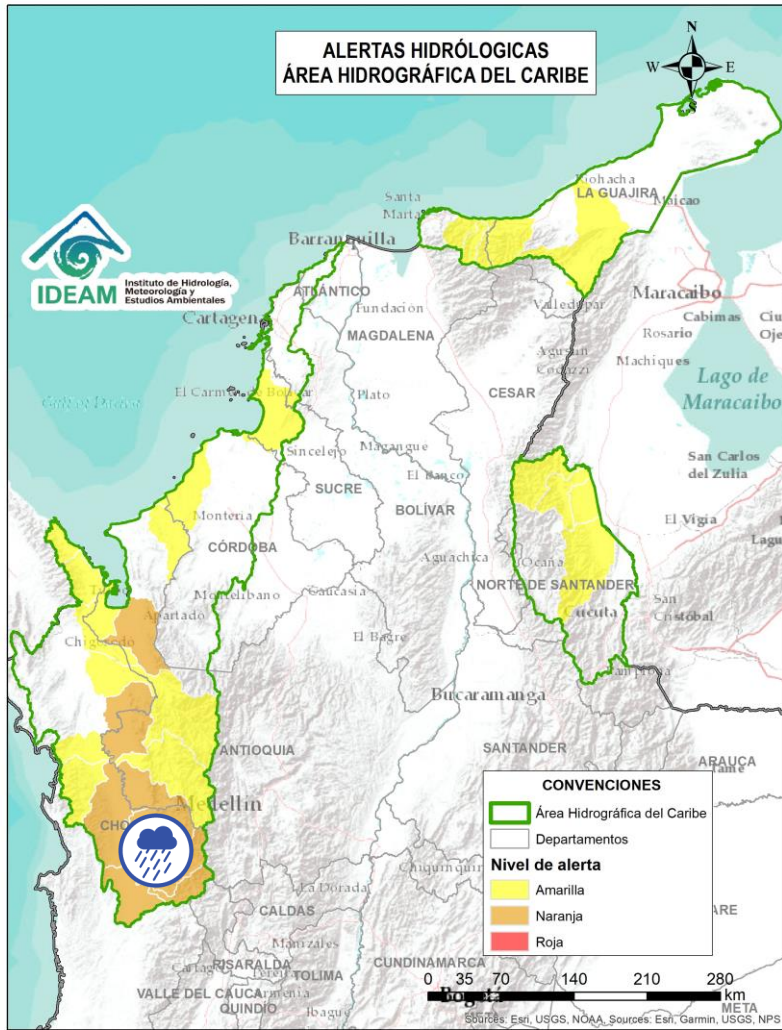 ALERTAS HIDRÓLOGICAS
ÁREA HIDROGRÁFICA DEL CARIBE
N
W E
S
IDEAM
Instituto de Hidrología,
Meteorología y
Estudios Ambientales
Riohacha
LA GUAJIRA
Maicao
Santa
Marta
Barranquilla
ATLÁNTICO
Cartagena
Fundación
MAGDALENA
Valledupar
Maracaibo
Cabimas
Rosario
Machiques
Agustín
Codazzi
CESAR
Lago de
Maracaibo
El Carmen de Bolívar
Plato
Sincelejo
Magangue
El Banco
SUCRE
BOLÍVAR
San Carlos
del Zulia
El Vigía
Montería
CÓRDOBA
Aguachica
Ocaña
NORTE DE SANTANDER
Cúcuta
San
Cristóbal
Montelíbano
Caucasia
Apartado
El Bagre
Bucaramanga
ANTIOQUIA
SANTANDER
ARAUCA
Medellín
CONVENCIONES
Área Hidrográfica del Caribe
Departamentos
Nivel de alerta
Amarilla
Naranja
Roja
La Dorada
CALDAS
Manizales
RISARALDA
TOLIMA
CUNDINAMARCA
VALLE DEL CAUCA
Armenia
QUINDÍO
Ibague
Bogotá
META
0 35 70 140 210 280
km
Sources: Esri, USGS, NOAA, Sources: Esri, Garmin, USGS, NPS